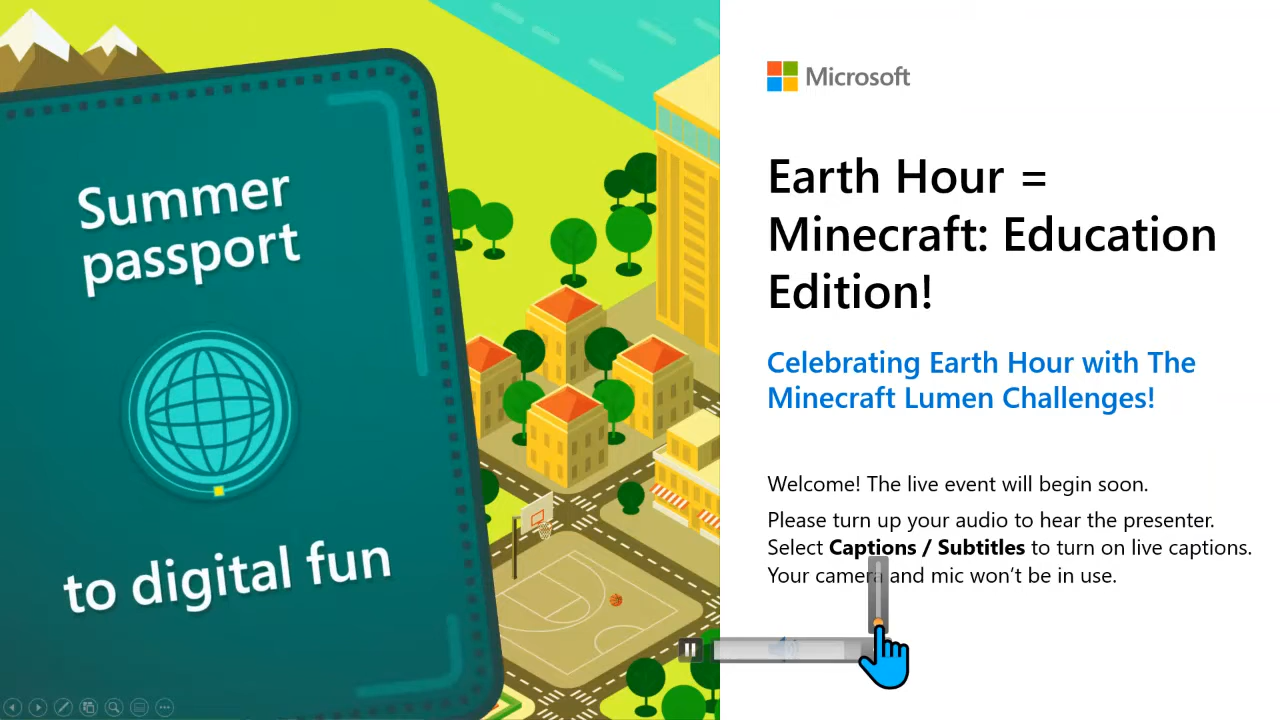 Summer
passport
to digital fun
Microsoft
Earth Hour =
Minecraft: Education
Edition!
Celebrating Earth Hour with The
Minecraft Lumen Challenges!
Welcome! The live event will begin soon.
Please turn up your audio to hear the presenter.
Select Captions / Subtitles to turn on live captions.
Your camera and mic won’t be in use.